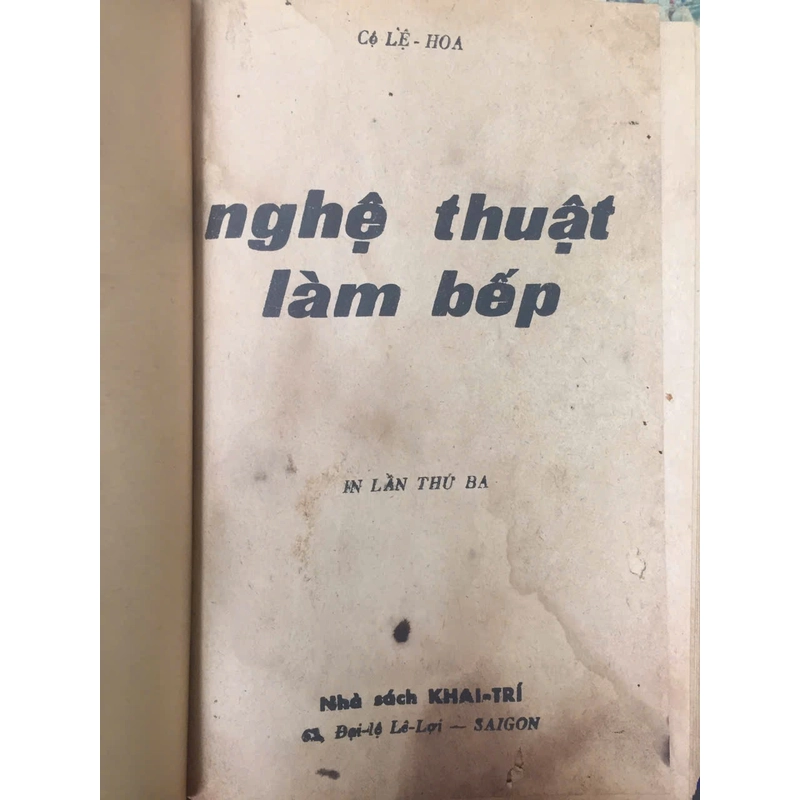 Cô LỆ - HOA
nghệ thuật
làm bếp
IN LẦN THỨ BA
Nhà sách KHAI-TRÍ
62, Đại-lộ Lê-Lợi — SAIGON